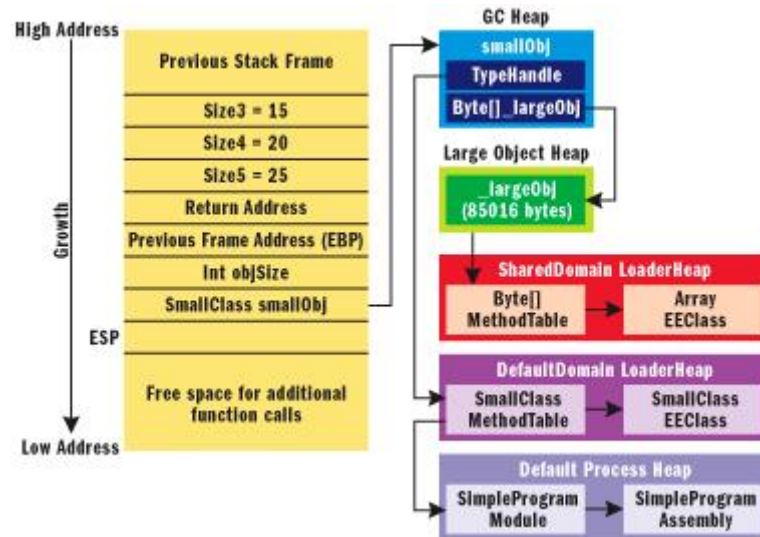 High Address
Previous Stack Frame
Size3 = 15
Size4 = 20
Size5 = 25
Return Address
Previous Frame Address (EBP)
Int objSize
SmallClass smallObj
ESP
Free space for additional
function calls
Growth
Low Address
GC Heap
smallObj
TypeHandle
Byte[]_largeObj
Large Object Heap
_largeObj
(85016 bytes)
SharedDomain LoaderHeap
Byte[]
MethodTable
Array
EEClass
DefaultDomain LoaderHeap
SmallClass
MethodTable
SmallClass
EEClass
Default Process Heap
SimpleProgram
Module
SimpleProgram
Assembly